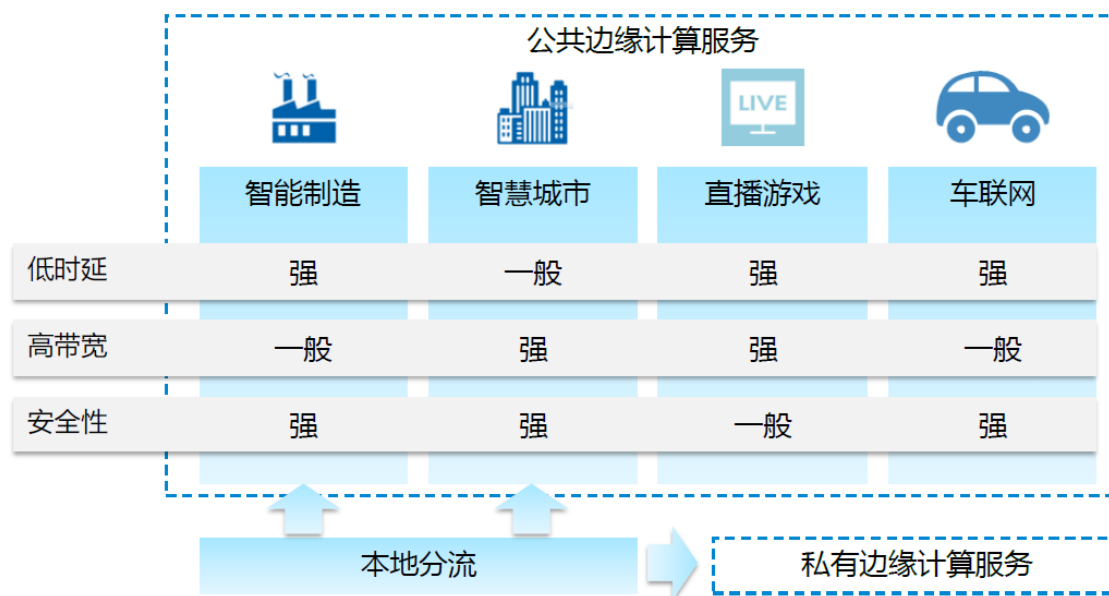 公共边缘计算服务
LIVE
智能制造 智慧城市 直播游戏 车联网
低时延 强 一般 强 强
高带宽 一般 强 强 一般
安全性 强 强 一般 强
本地分流 私有边缘计算服务